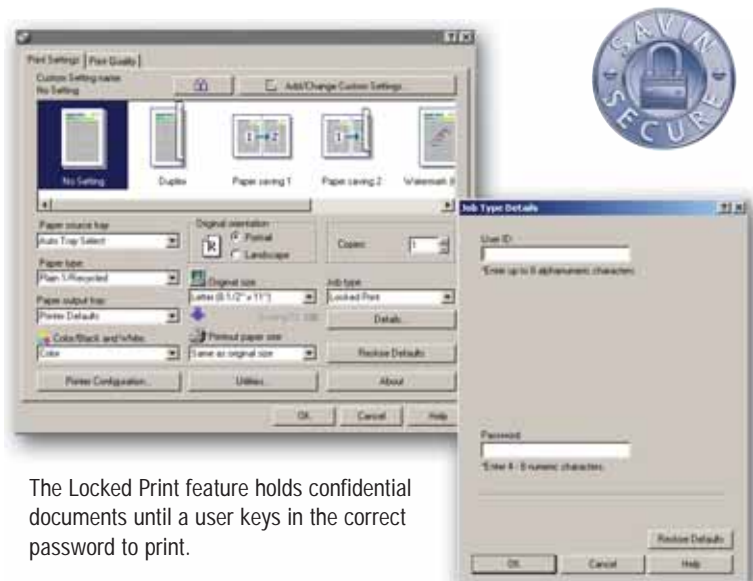 Print Settings Print Quality
Custom Setting name:
No Setting
Add/Change Custom Settings...
No Setting Duplex Paper saving 1 Paper saving 2 Watermark
Paper source tray:
Auto Tray Select
Paper type:
Plain 1/Recycled
Paper output tray:
Printer Defaults
Color/Black and White:
Color
Original orientation
R Portrait
Landscape
Copies: 1
Original size:
Letter (8 1/2" x 11")
Printout paper size:
Same as original size
Job type:
Locked Print
Details...
Restore Defaults
Printer Configuration... Utilities... About
OK Cancel Help
SAVIN
SECURE
Job Type Details
User ID:
*Enter up to 8 alphanumeric characters
Password:
*Enter 4 - 8 numeric characters
Restore Defaults
OK Cancel Help
The Locked Print feature holds confidential
documents until a user keys in the correct
password to print.